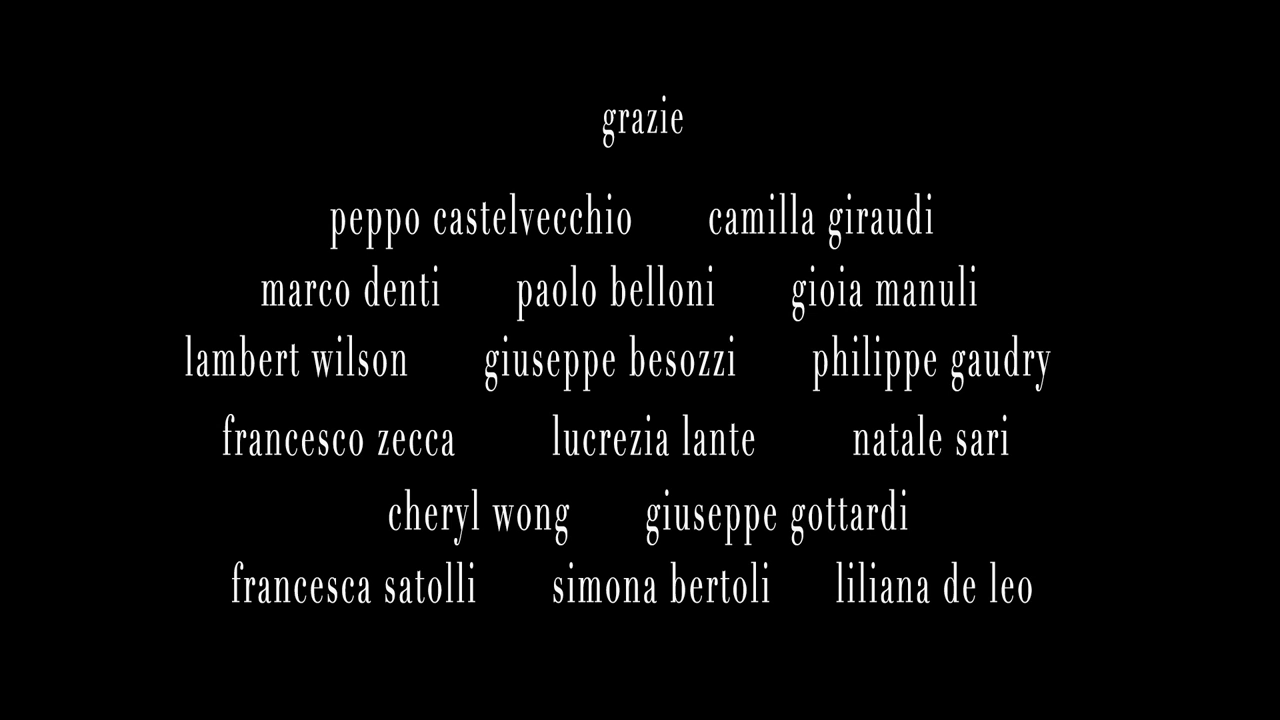 grazie
peppo castelvecchio camilla giraudi
marco denti paolo belloni gioia manuli
lambert wilson giuseppe besozzi philippe gaudry
francesco zecca lucrezia lante natale sari
cheryl wong giuseppe gottardi
francesca satolli simona bertoli liliana de leo